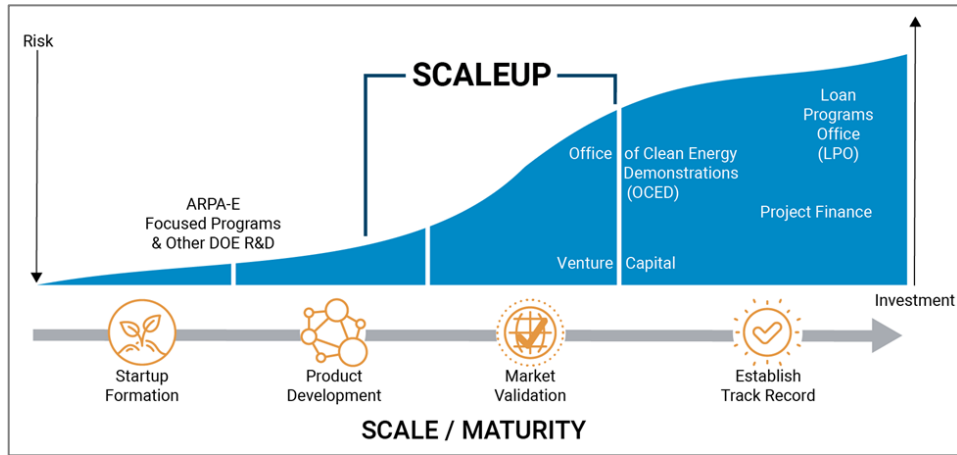 Risk
SCALEUP
Loan
Programs
Office
(LPO)
Office of Clean Energy
Demonstrations
(OCED)
ARPA-E
Focused Programs
& Other DOE R&D
Project Finance
Venture Capital
Investment
Startup
Formation
Product
Development
Market
Validation
Establish
Track Record
SCALE / MATURITY